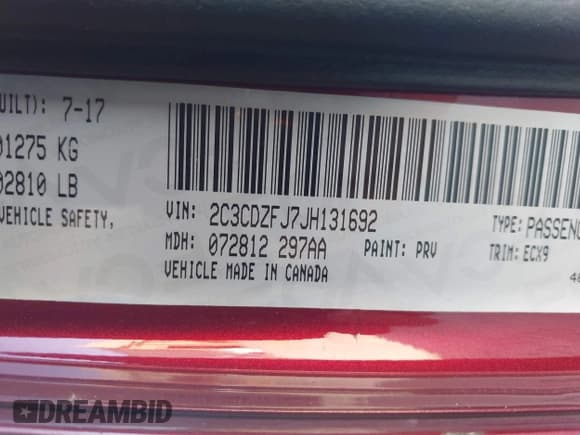 UILT): 7-17
01275 KG
02810 LB
VEHICLE SAFETY,
VIN: 2C3CDZFJ7JH131692
TYPE: PASSENG
MDH: 072812 297AA PAINT: PRV TRIM: ECX9
VEHICLE MADE IN CANADA
DREAMBID